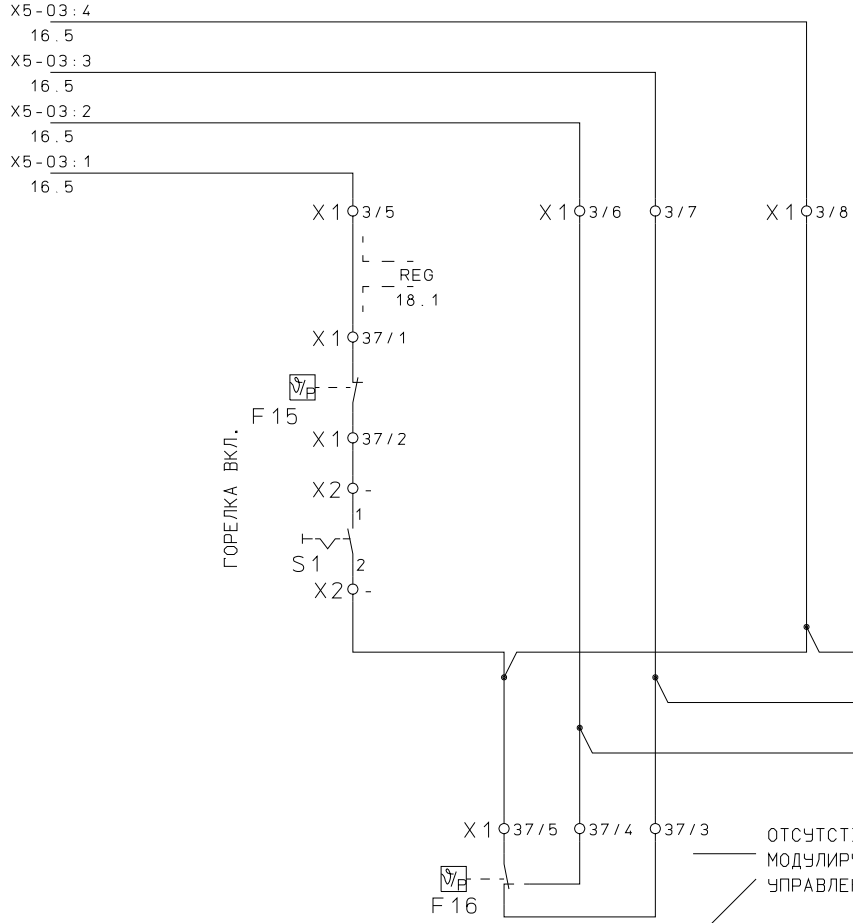 X5-03:4
16.5
X5-03:3
16.5
X5-03:2
16.5
X5-03:1
16.5
X1 3/5
X1 3/6
3/7
X1 3/8
REG
18.1
X1 37/1
ϑ/P
F15
X1 37/2
ГОРЕЛКА ВКЛ.
X2 -
1
S1
2
X2 -
X1 37/5
37/4
37/3
ϑ/P
F16